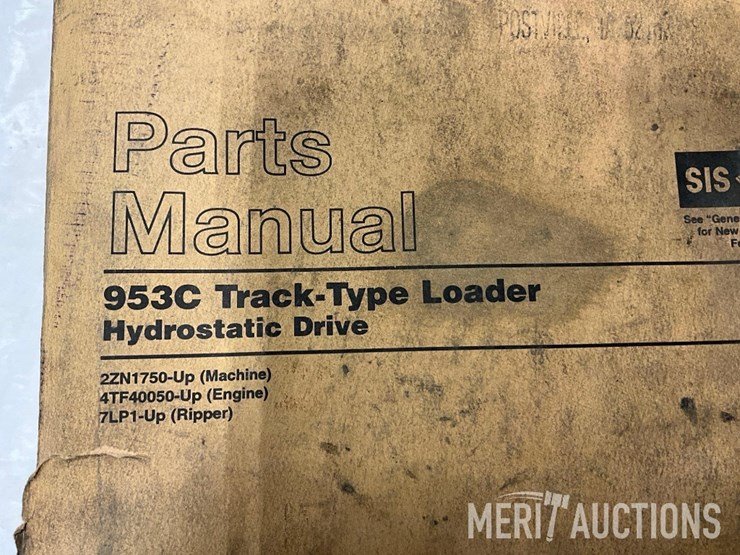 Parts
Manual
SIS
See "Gene
for New
Fe
953C Track-Type Loader
Hydrostatic Drive
2ZN1750-Up (Machine)
4TF40050-Up (Engine)
7LP1-Up (Ripper)
MERIT AUCTIONS